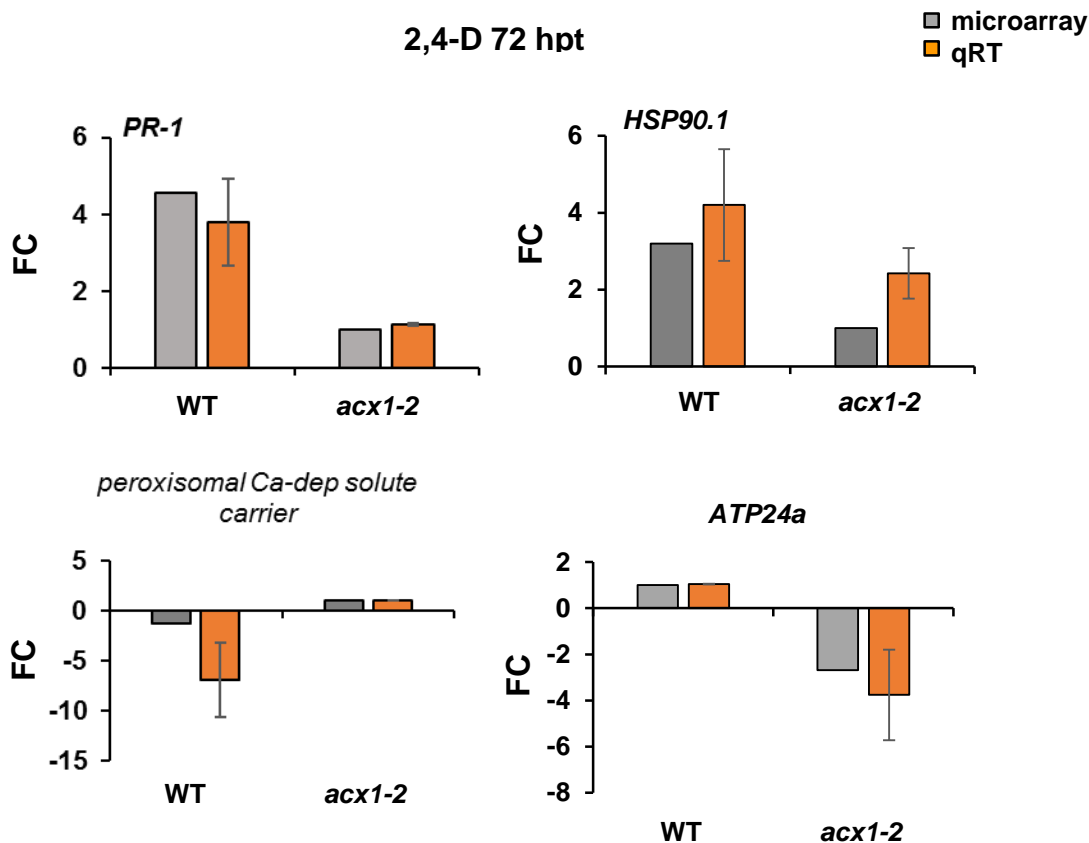 2,4-D 72 hpt
microarray
qRT
PR-1
6
4
2
0
FC
WT
acx1-2
HSP90.1
6
4
2
0
FC
WT
acx1-2
peroxisomal Ca-dep solute
carrier
5
0
-5
-10
-15
FC
WT
acx1-2
ATP24a
2
0
-2
-4
-6
-8
FC
WT
acx1-2